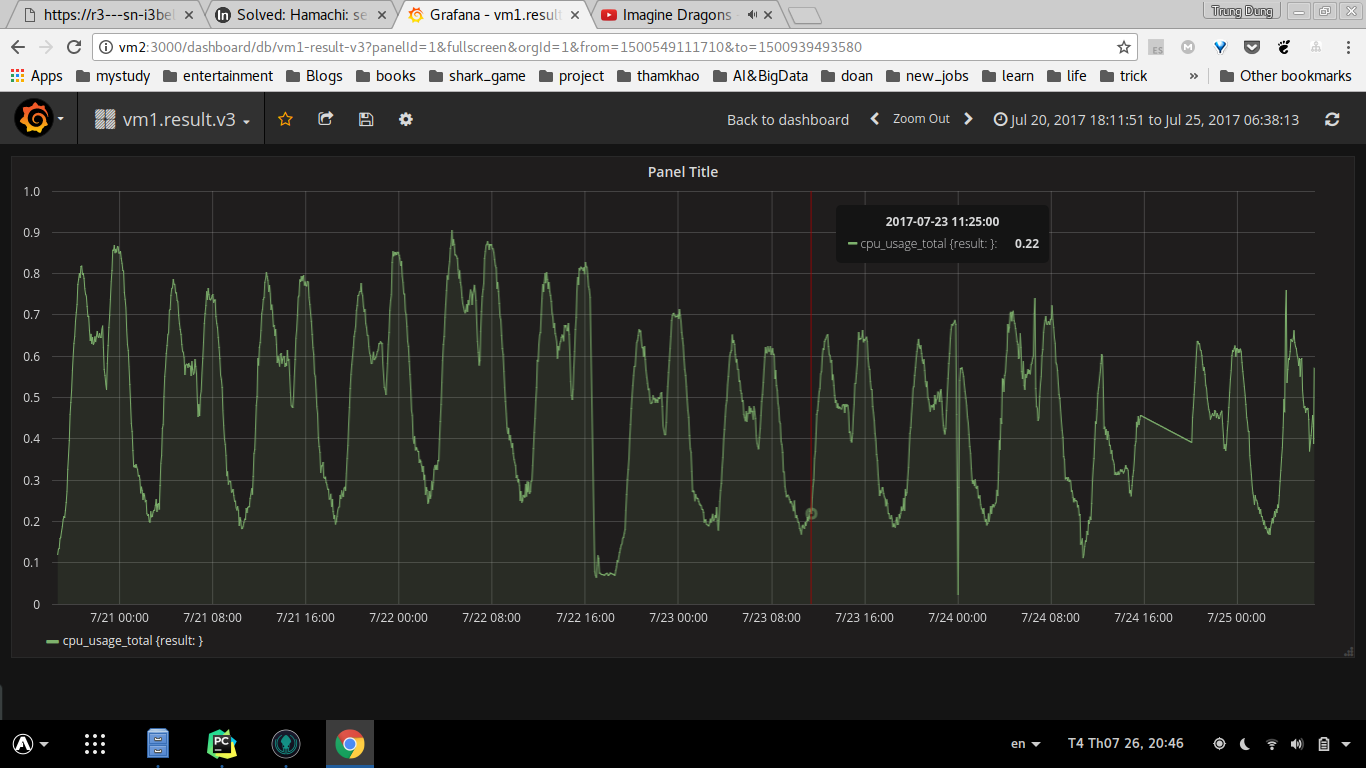 https://r3---sn-i3bel
Solved: Hamachi: se
Grafana - vm1.result
Imagine Dragons
Trung Dung
vm2:3000/dashboard/db/vm1-result-v3?panelId=1&fullscreen&orgId=1&from=1500549111710&to=1500939493580
Apps mystudy entertainment Blogs books shark_game project thamkhao AI&BigData doan new_jobs learn life trick » Other bookmarks
vm1.result.v3
Back to dashboard Zoom Out Jul 20, 2017 18:11:51 to Jul 25, 2017 06:38:13
Panel Title
1.0
0.9
0.8
0.7
0.6
0.5
0.4
0.3
0.2
0.1
0
2017-07-23 11:25:00
cpu_usage_total {result: }: 0.22
7/21 00:00 7/21 08:00 7/21 16:00 7/22 00:00 7/22 08:00 7/22 16:00 7/23 00:00 7/23 08:00 7/23 16:00 7/24 00:00 7/24 08:00 7/24 16:00 7/25 00:00
cpu_usage_total {result: }
PC
en T4 Th07 26, 20:46